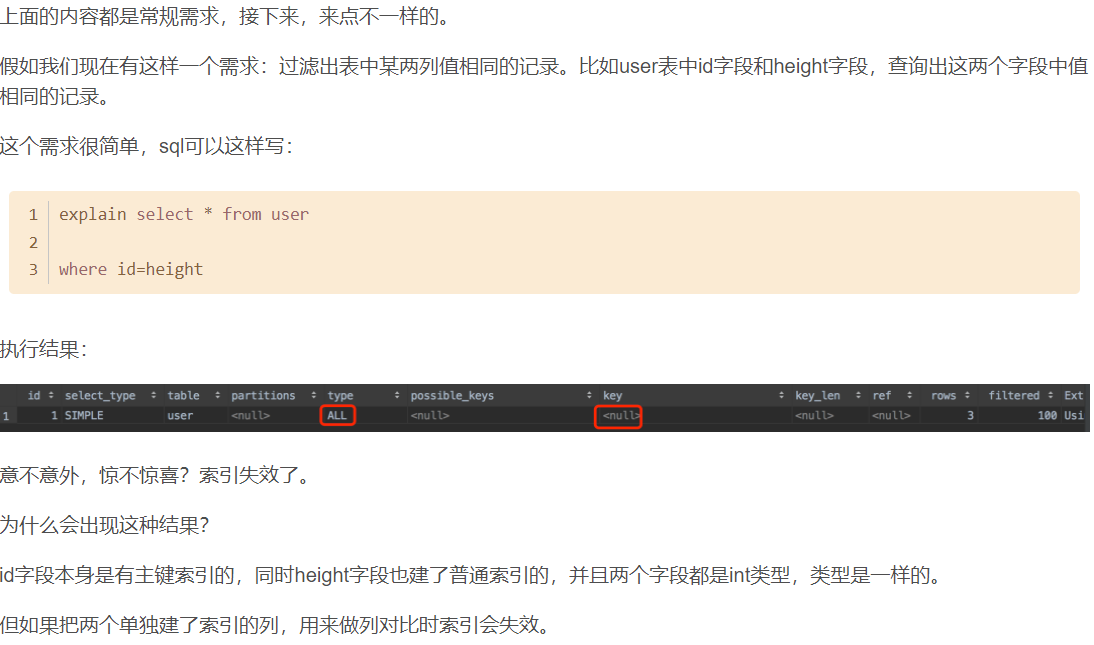 上面的内容都是常规需求，接下来，来点不一样的。
假如我们现在有这样一个需求：过滤出表中某两列值相同的记录。比如user表中id字段和height字段，查询出这两个字段中值
相同的记录。
这个需求很简单，sql可以这样写：
1 explain select * from user
2
3 where id=height
执行结果：
id select_type table partitions type possible_keys key key_len ref rows filtered Ext
1 1 SIMPLE user <null> ALL <null> <null> <null> <null> 3 100 Usi
意不意外，惊不惊喜？索引失效了。
为什么会出现这种结果？
id字段本身是有主键索引的，同时height字段也建了普通索引的，并且两个字段都是int类型，类型是一样的。
但如果把两个单独建了索引的列，用来做列对比时索引会失效。